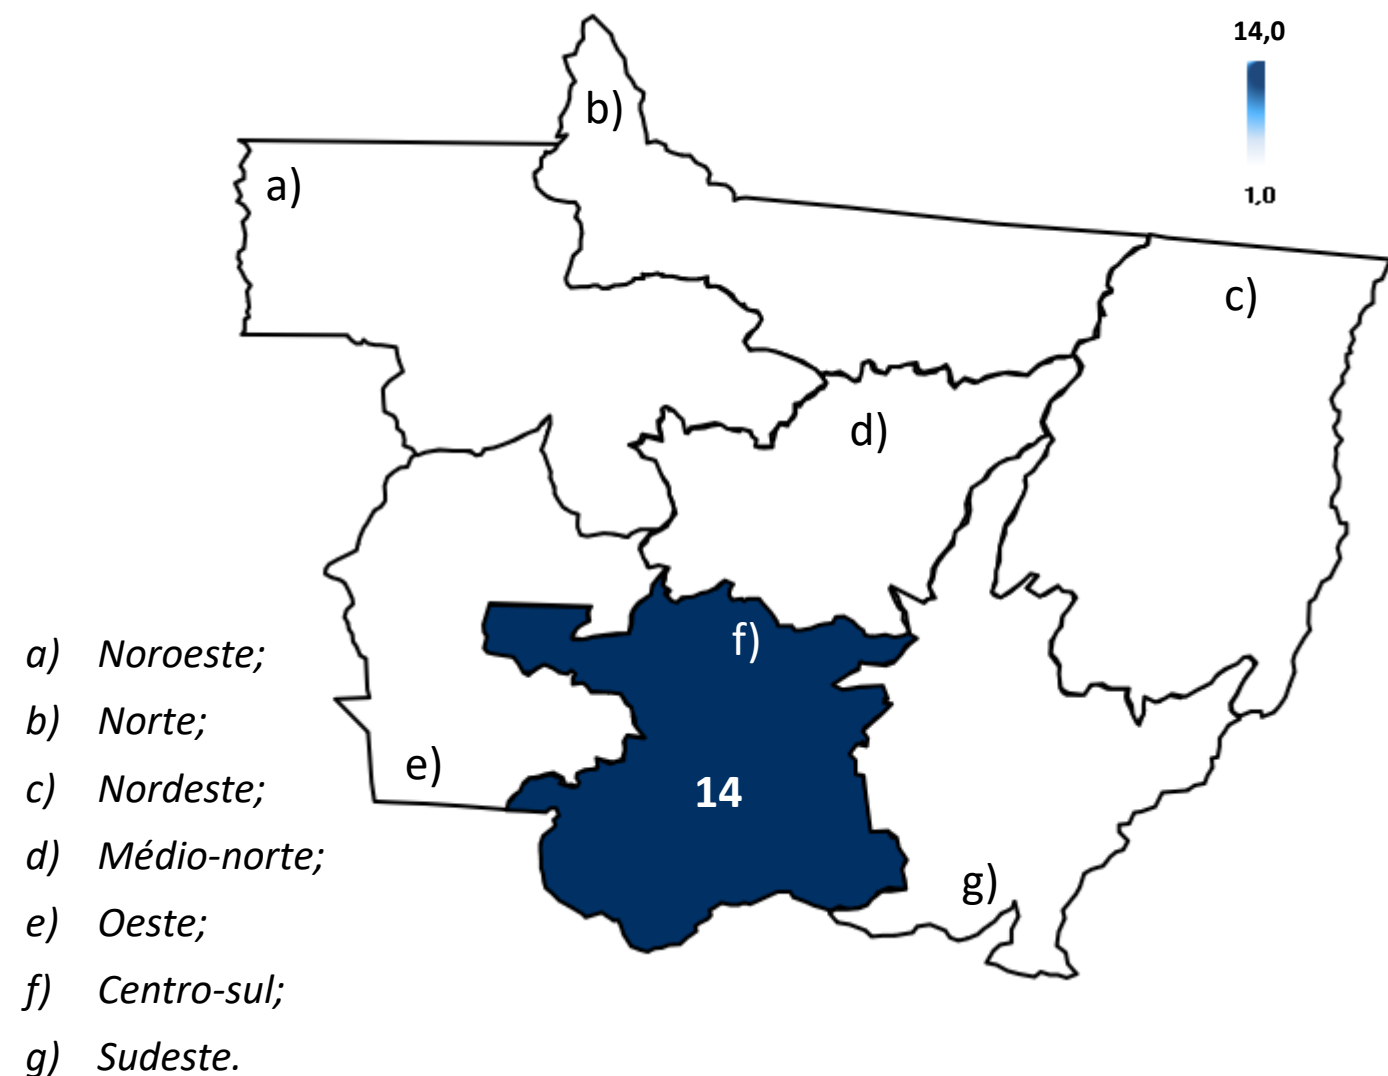 14,0
1,0
b)
a)
c)
d)
f)
e)
14
g)
a) Noroeste;
b) Norte;
c) Nordeste;
d) Médio-norte;
e) Oeste;
f) Centro-sul;
g) Sudeste.